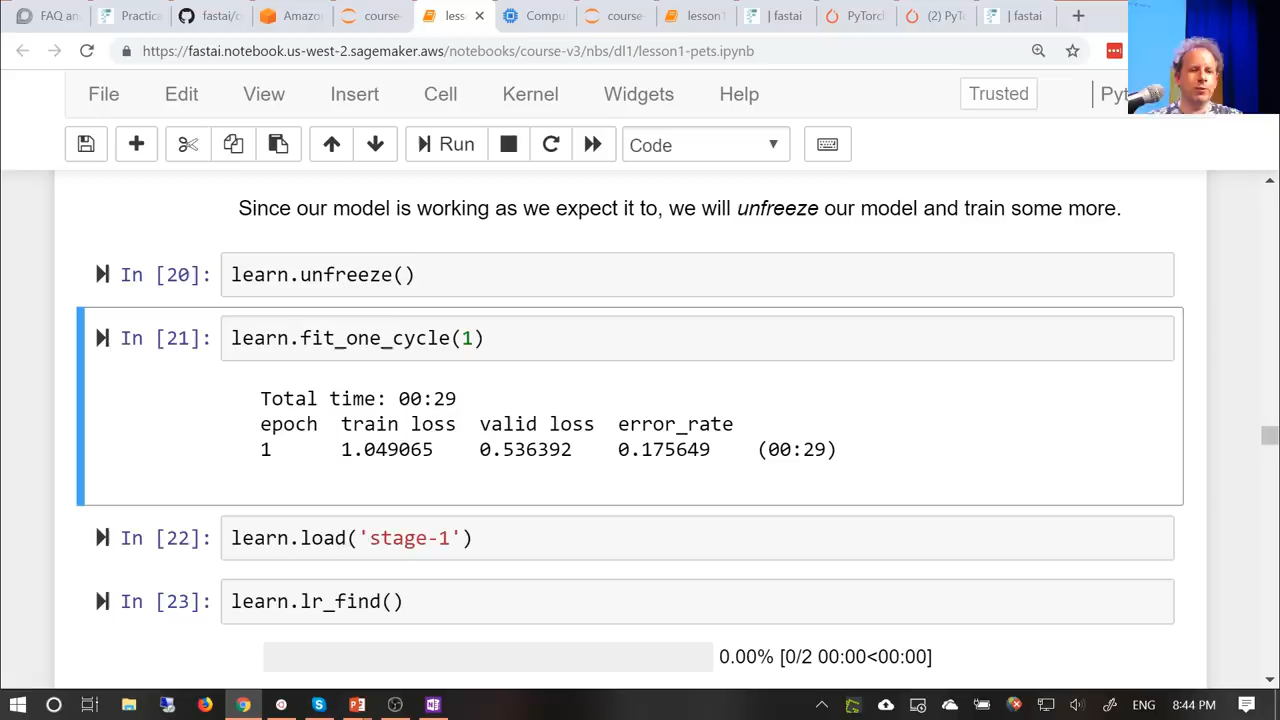 FAQ an
Practica
fastai/c
Amazon
course-
less
Compu
course-
lesson1
| fastai
PyTorch
(2) PyTo
| fastai
https://fastai.notebook.us-west-2.sagemaker.aws/notebooks/course-v3/nbs/dl1/lesson1-pets.ipynb
File Edit View Insert Cell Kernel Widgets Help Trusted Pyt
Run Code
Since our model is working as we expect it to, we will unfreeze our model and train some more.
In [20]: learn.unfreeze()
In [21]: learn.fit_one_cycle(1)
Total time: 00:29
epoch train loss valid loss error_rate
1 1.049065 0.536392 0.175649 (00:29)
In [22]: learn.load('stage-1')
In [23]: learn.lr_find()
0.00% [0/2 00:00<00:00]
ENG 8:44 PM